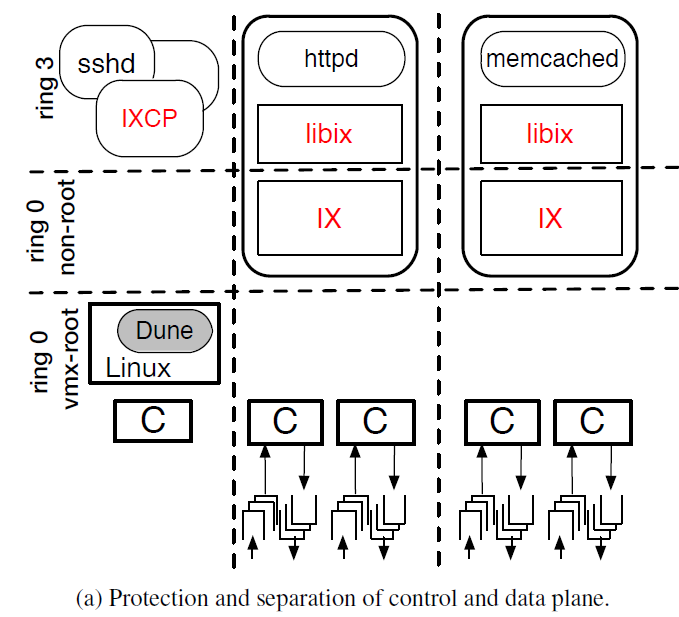 ring 3
sshd
IXCP
httpd
libix
memcached
libix
ring 0
non-root
IX
IX
ring 0
vmx-root
Dune
Linux
C
C
C
C
C
(a) Protection and separation of control and data plane.